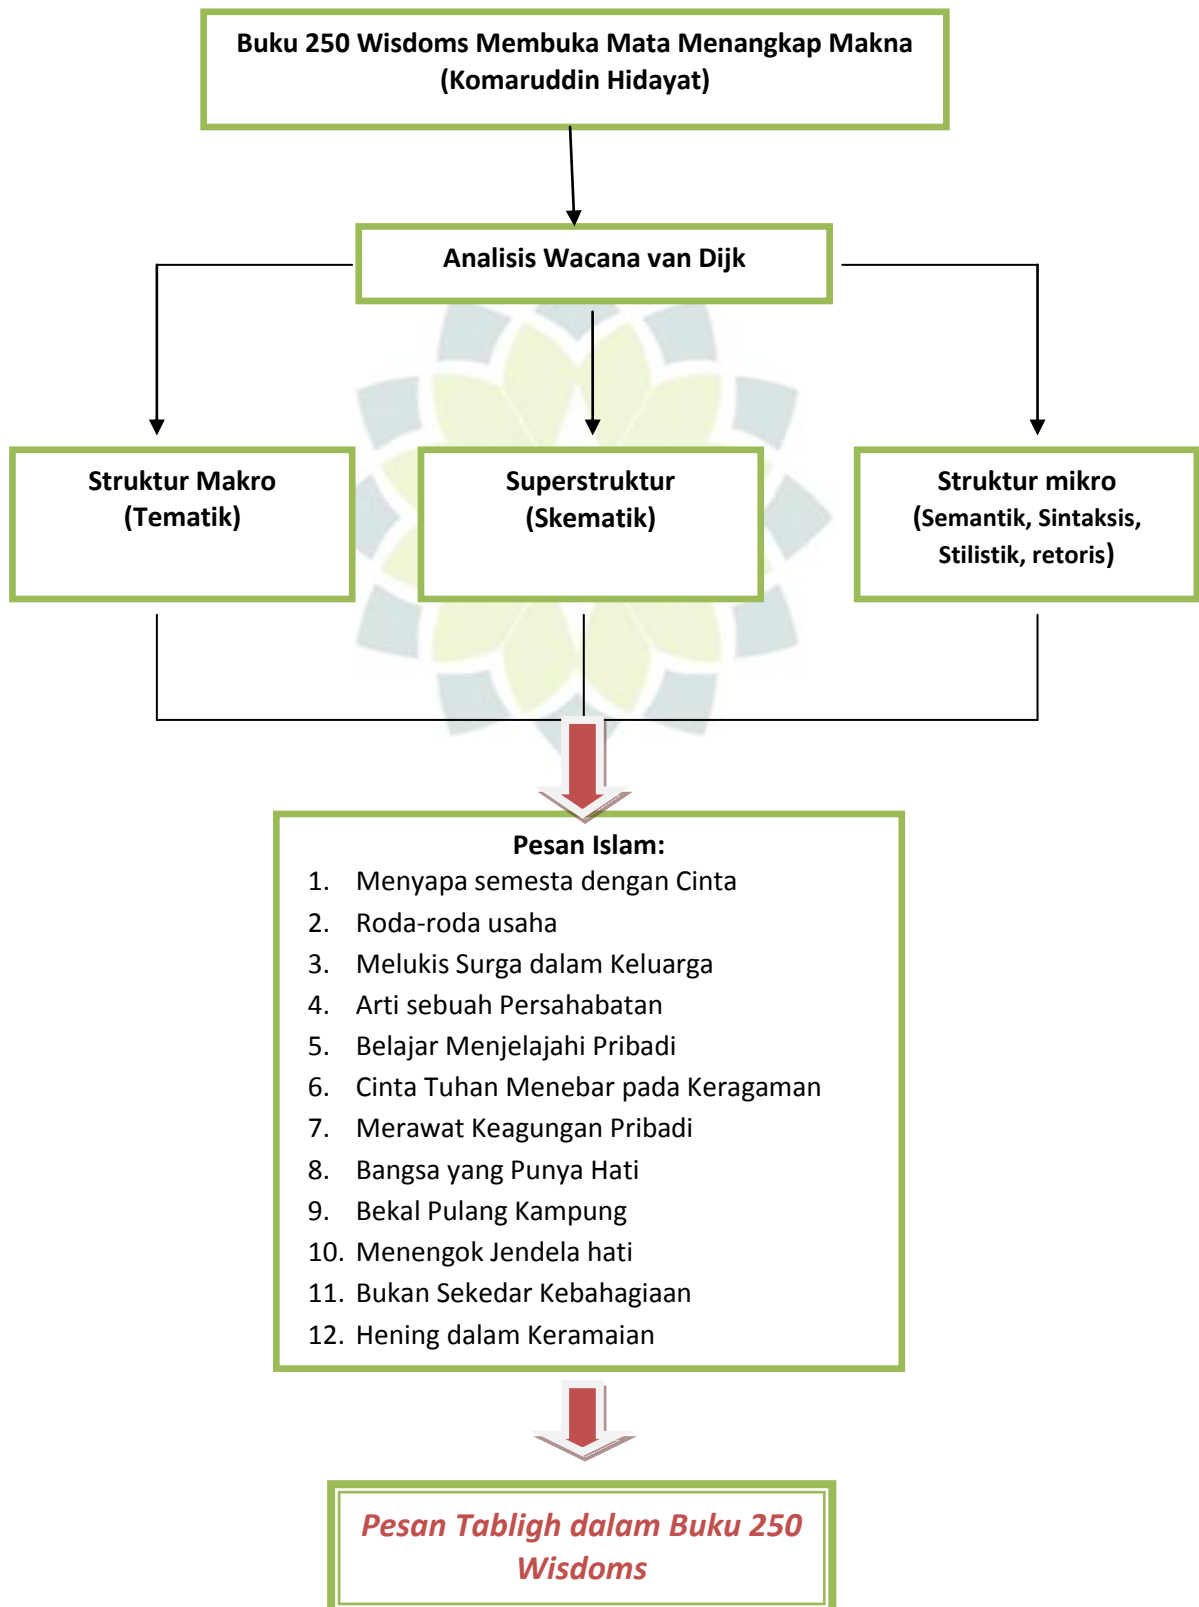 Buku 250 Wisdoms Membuka Mata Menangkap Makna
(Komaruddin Hidayat)
Analisis Wacana van Dijk
Struktur Makro
(Tematik)
Superstruktur
(Skematik)
Struktur mikro
(Semantik, Sintaksis,
Stilistik, retoris)
Pesan Islam:
1. Menyapa semesta dengan Cinta
2. Roda-roda usaha
3. Melukis Surga dalam Keluarga
4. Arti sebuah Persahabatan
5. Belajar Menjelajahi Pribadi
6. Cinta Tuhan Menebar pada Keragaman
7. Merawat Keagungan Pribadi
8. Bangsa yang Punya Hati
9. Bekal Pulang Kampung
10. Menengok Jendela hati
11. Bukan Sekedar Kebahagiaan
12. Hening dalam Keramaian
Pesan Tabligh dalam Buku 250
Wisdoms